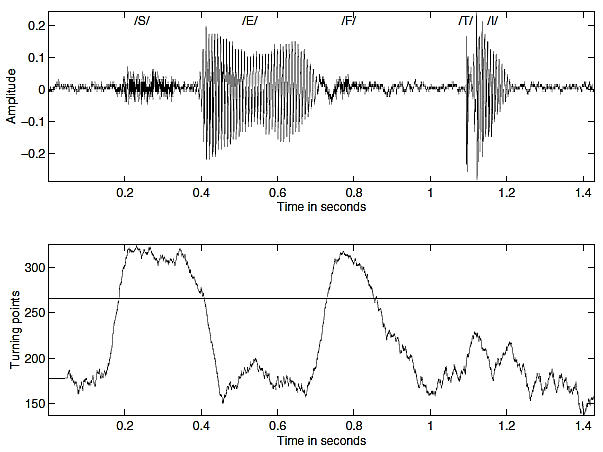 /S/ /E/ /F/ /T/ /I/
0.2
0.1
0
−0.1
−0.2
Amplitude
0.2 0.4 0.6 0.8 1 1.2 1.4
Time in seconds
300
250
200
150
Turning points
0.2 0.4 0.6 0.8 1 1.2 1.4
Time in seconds